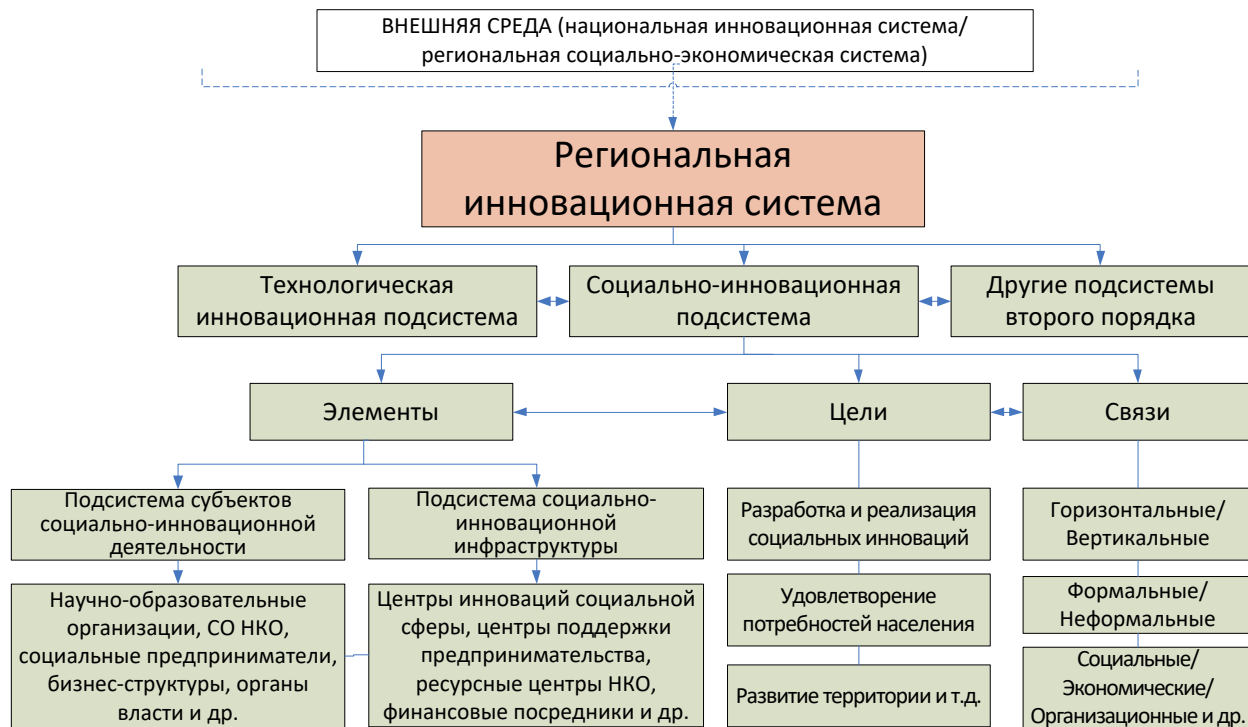 ВНЕШНЯЯ СРЕДА (национальная инновационная система/
региональная социально-экономическая система)
Региональная
инновационная система
Технологическая
инновационная подсистема
Социально-инновационная
подсистема
Другие подсистемы
второго порядка
Элементы
Цели
Связи
Подсистема субъектов
социально-инновационной
деятельности
Подсистема социально-
инновационной
инфраструктуры
Разработка и реализация
социальных инноваций
Горизонтальные/
Вертикальные
Научно-образовательные
организации, СО НКО,
социальные предприниматели,
бизнес-структуры, органы
власти и др.
Центры инноваций социальной
сферы, центры поддержки
предпринимательства,
ресурсные центры НКО,
финансовые посредники и др.
Удовлетворение
потребностей населения
Формальные/
Неформальные
Развитие территории и т.д.
Социальные/
Экономические/
Организационные и др.